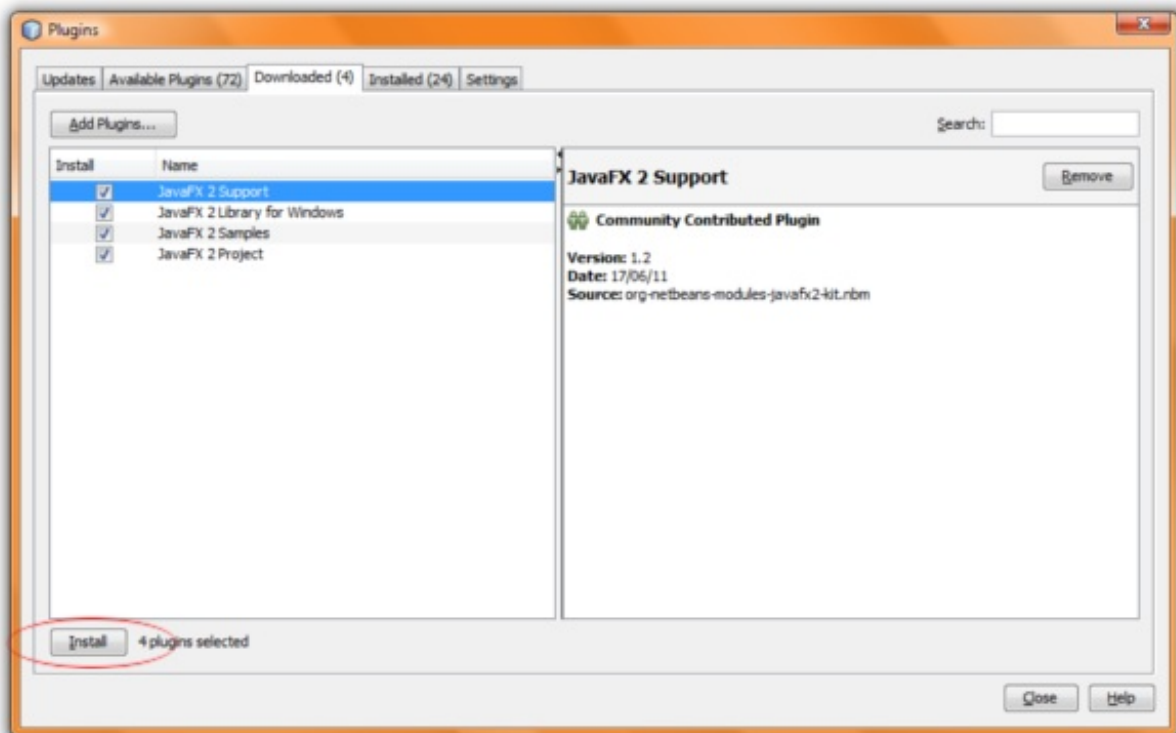 Plugins
Updates
Available Plugins (72)
Downloaded (4)
Installed (24)
Settings
Add Plugins...
Search:
Install Name
JavaFX 2 Support
JavaFX 2 Library for Windows
JavaFX 2 Samples
JavaFX 2 Project
JavaFX 2 Support
Remove
Community Contributed Plugin
Version: 1.2
Date: 17/06/11
Source: org-netbeans-modules-javafx2-kit.nbm
Install
4 plugins selected
Close
Help